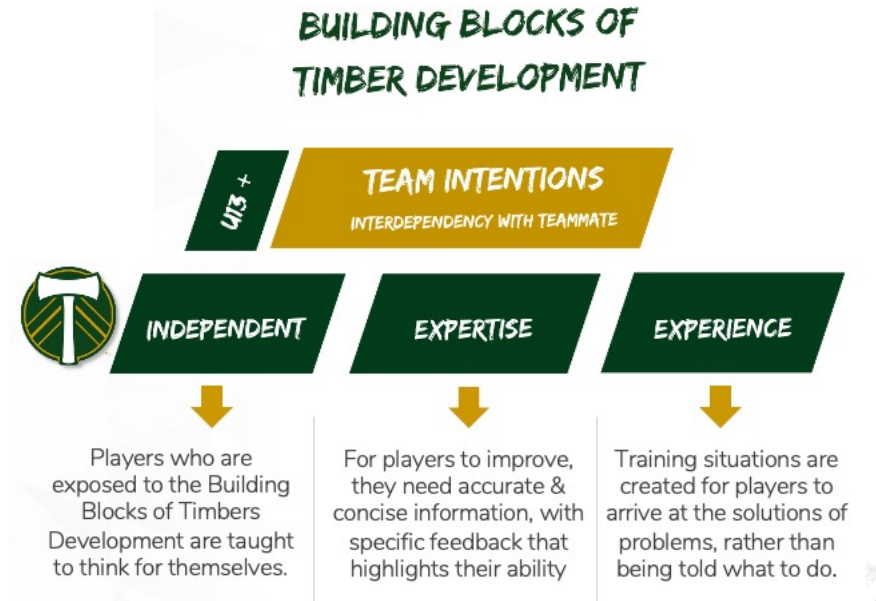 BUILDING BLOCKS OF
TIMBER DEVELOPMENT
U13 +
TEAM INTENTIONS
INTERDEPENDENCY WITH TEAMMATE
INDEPENDENT
EXPERTISE
EXPERIENCE
Players who are
exposed to the Building
Blocks of Timbers
Development are taught
to think for themselves.
For players to improve,
they need accurate &
concise information, with
specific feedback that
highlights their ability
Training situations are
created for players to
arrive at the solutions of
problems, rather than
being told what to do.